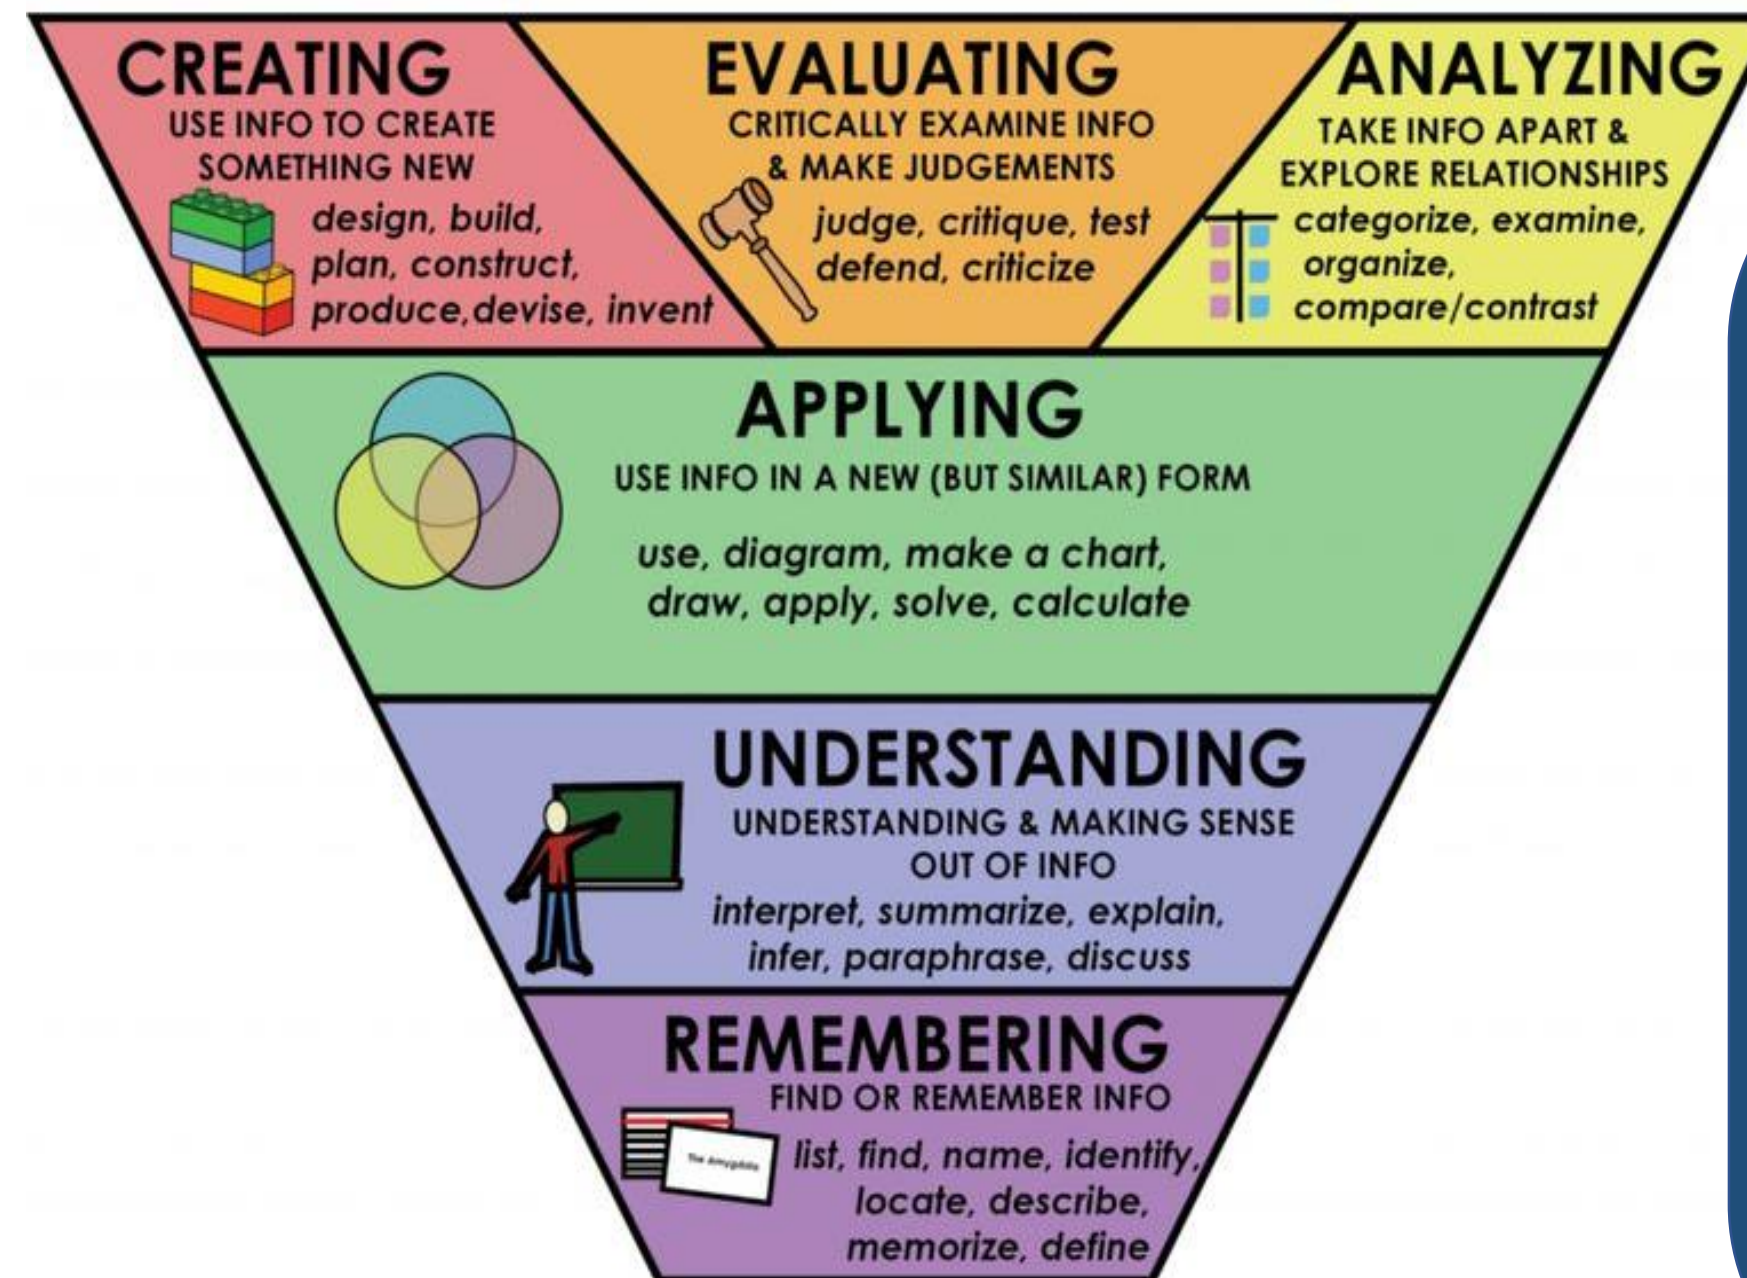 CREATING
USE INFO TO CREATE
SOMETHING NEW
design, build,
plan, construct,
produce,devise, invent
EVALUATING
CRITICALLY EXAMINE INFO
& MAKE JUDGEMENTS
judge, critique, test
defend, criticize
ANALYZING
TAKE INFO APART &
EXPLORE RELATIONSHIPS
categorize, examine,
organize,
compare/contrast
APPLYING
USE INFO IN A NEW (BUT SIMILAR) FORM
use, diagram, make a chart,
draw, apply, solve, calculate
UNDERSTANDING
UNDERSTANDING & MAKING SENSE
OUT OF INFO
interpret, summarize, explain,
infer, paraphrase, discuss
REMEMBERING
FIND OR REMEMBER INFO
The Amygdala
list, find, name, identify,
locate, describe,
memorize, define